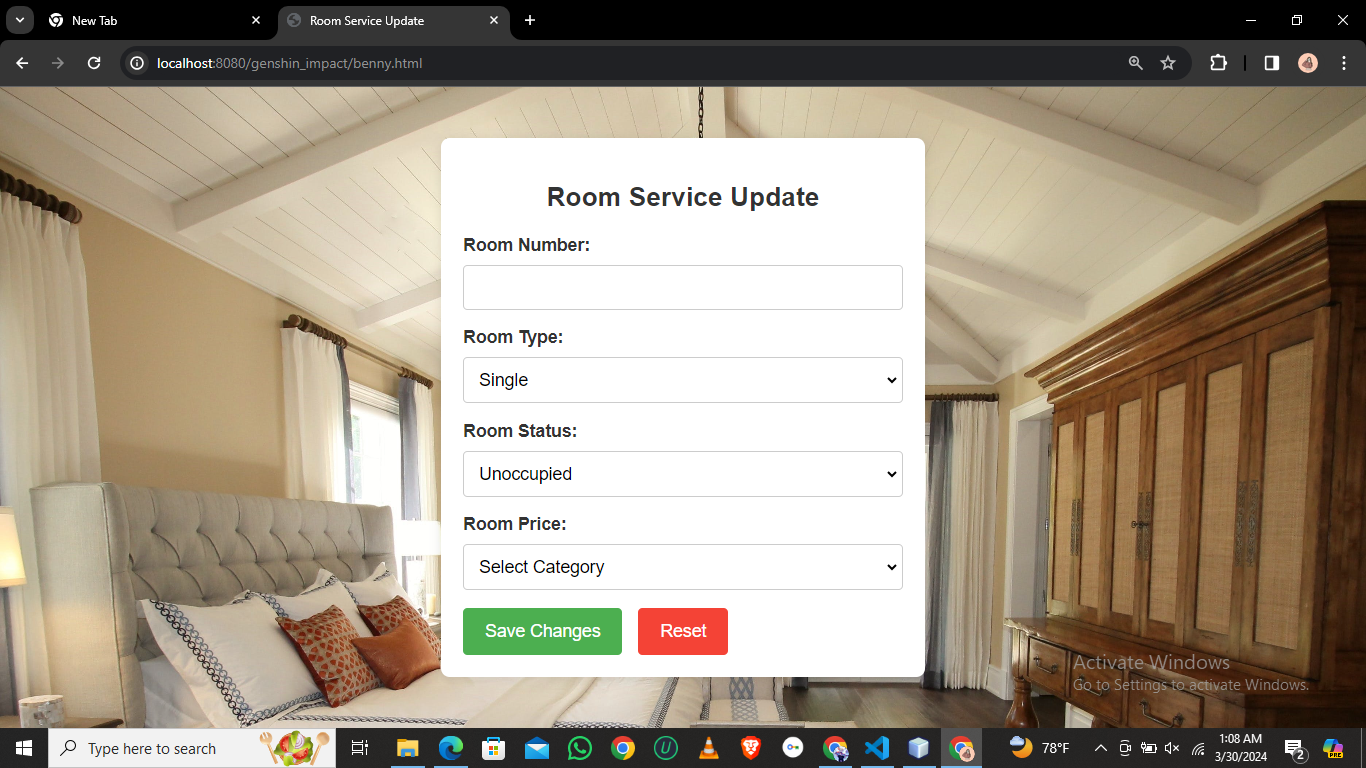 New Tab
Room Service Update
localhost:8080/genshin_impact/benny.html
Room Service Update
Room Number:
Room Type:
Single
Room Status:
Unoccupied
Room Price:
Select Category
Save Changes
Reset
Activate Windows
Go to Settings to activate Windows.
Type here to search
78°F
1:08 AM
3/30/2024
2
PRE